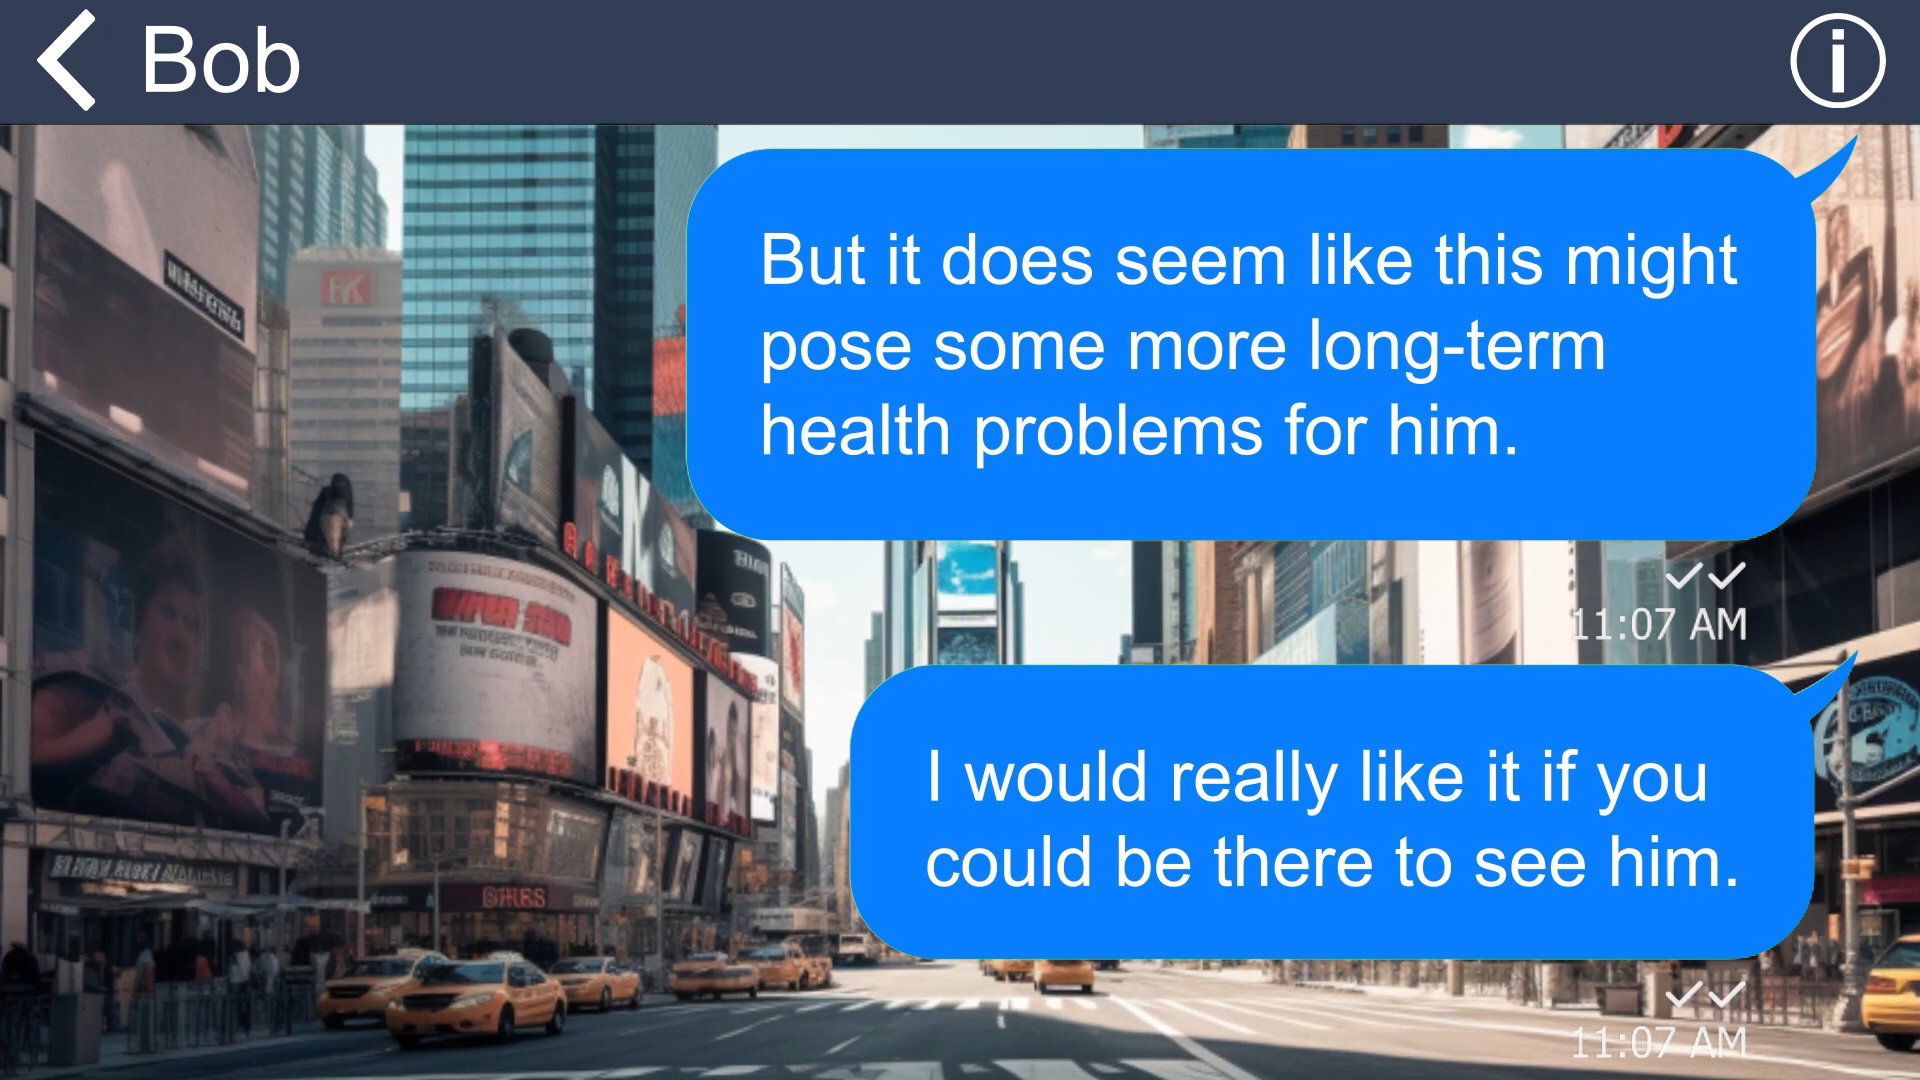 Bob
But it does seem like this might
pose some more long-term
health problems for him.
11:07 AM
I would really like it if you
could be there to see him.
11:07 AM